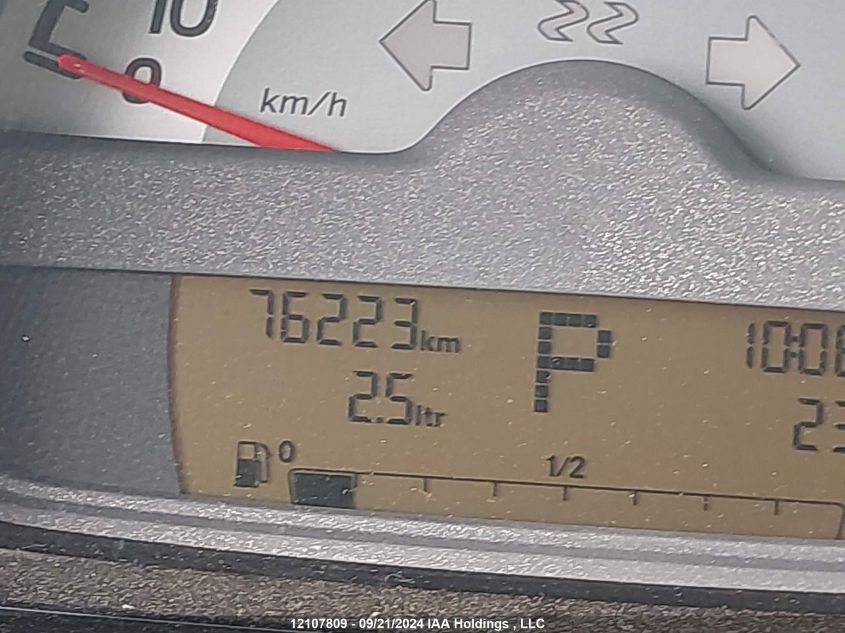 10
0
km/h
76223km
P
2.5ltr
0
1/2
12107809 - 09/21/2024 IAA Holdings , LLC